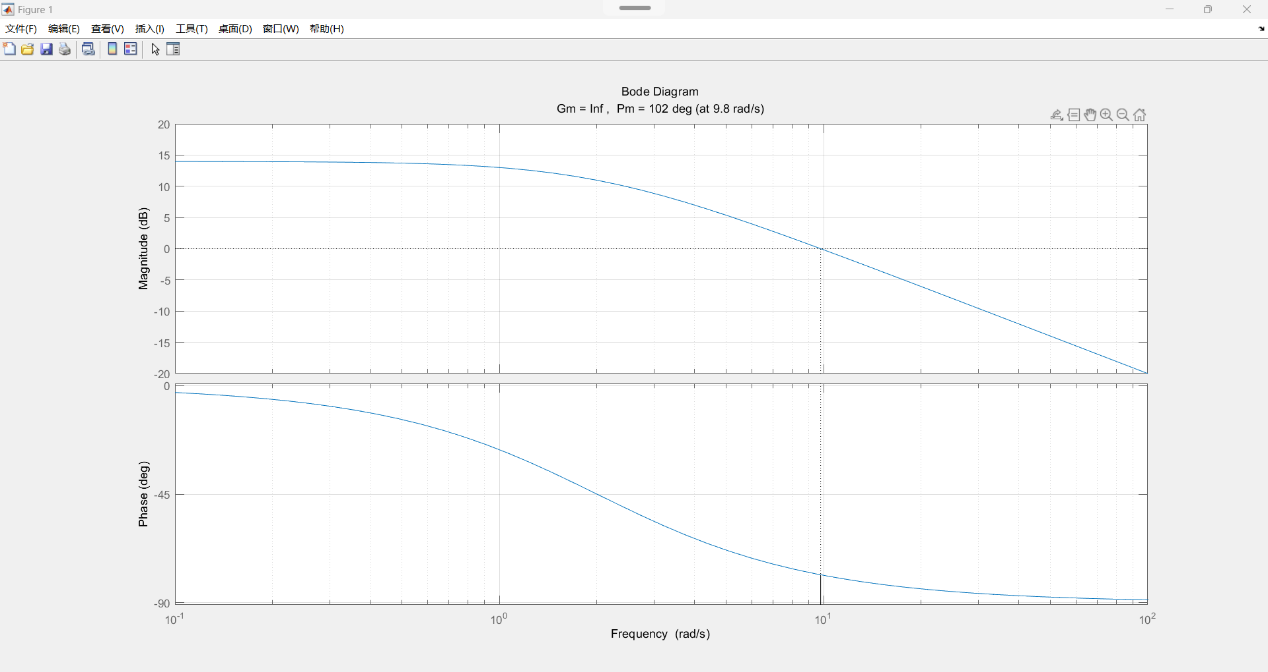 Figure 1
文件(F) 编辑(E) 查看(V) 插入(I) 工具(T) 桌面(D) 窗口(W) 帮助(H)
Bode Diagram
Gm = Inf , Pm = 102 deg (at 9.8 rad/s)
20
15
10
5
0
-5
-10
-15
-20
Magnitude (dB)
0
-45
-90
Phase (deg)
10^-1 10^0 10^1 10^2
Frequency (rad/s)